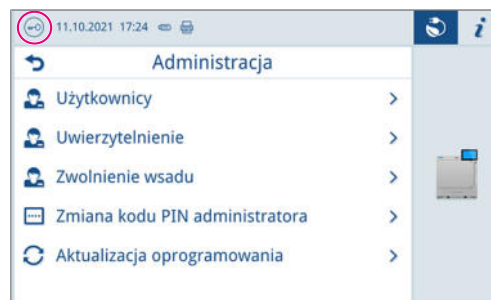 11.10.2021 17:24
i
Administracja
Użytkownicy
Uwierzytelnienie
Zwolnienie wsadu
Zmiana kodu PIN administratora
Aktualizacja oprogramowania